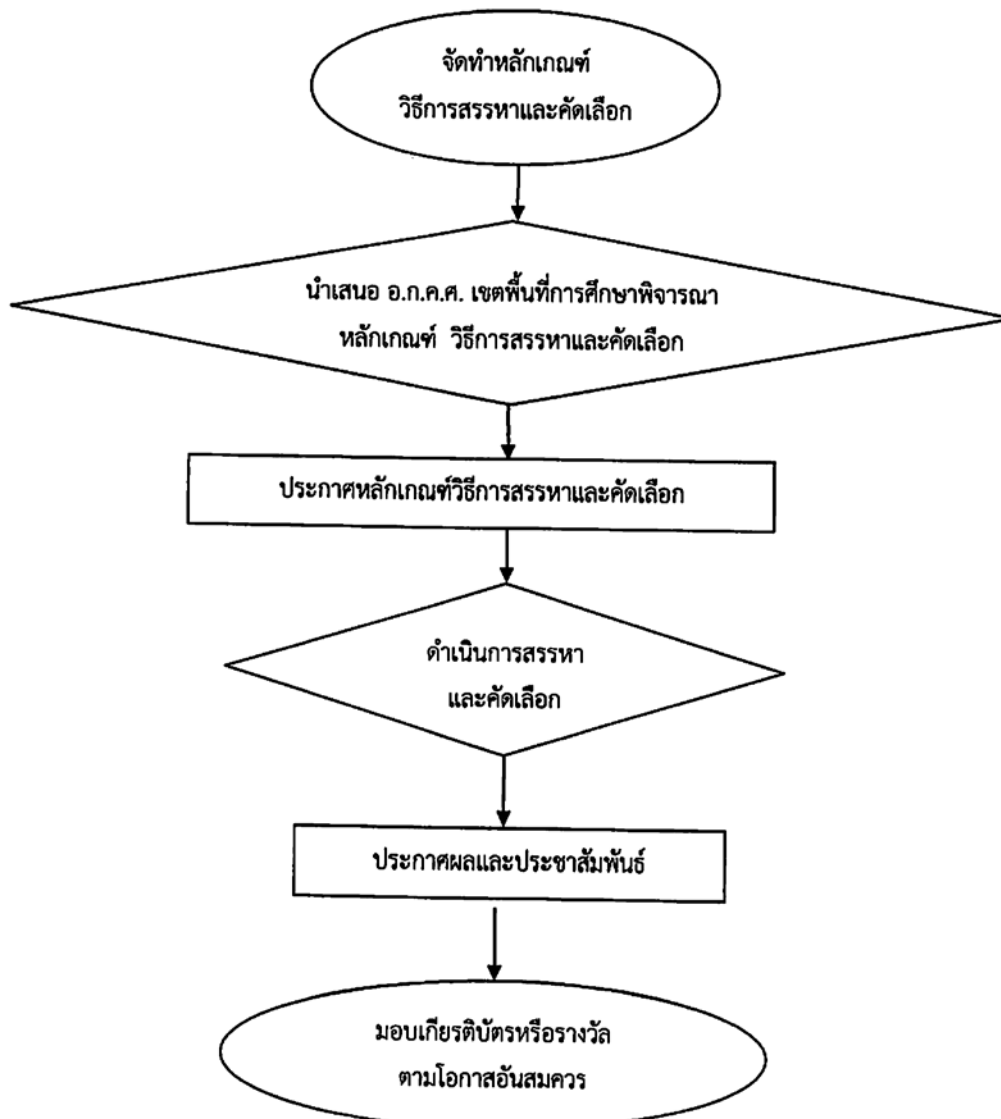 จัดทำหลักเกณฑ์
วิธีการสรรหาและคัดเลือก
นำเสนอ อ.ก.ค.ศ. เขตพื้นที่การศึกษาพิจารณา
หลักเกณฑ์ วิธีการสรรหาและคัดเลือก
ประกาศหลักเกณฑ์วิธีการสรรหาและคัดเลือก
ดำเนินการสรรหา
และคัดเลือก
ประกาศผลและประชาสัมพันธ์
มอบเกียรติบัตรหรือรางวัล
ตามโอกาสอันสมควร